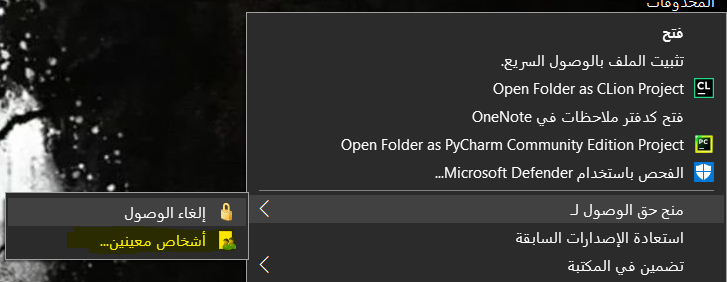 المحذوفات
فتح
تثبيت الملف بالوصول السريع.
Open Folder as CLion Project
فتح كدفتر ملاحظات في OneNote
Open Folder as PyCharm Community Edition Project
الفحص باستخدام Microsoft Defender...
منح حق الوصول لـ
إلغاء الوصول
أشخاص معينين...
استعادة الإصدارات السابقة
تضمين في المكتبة